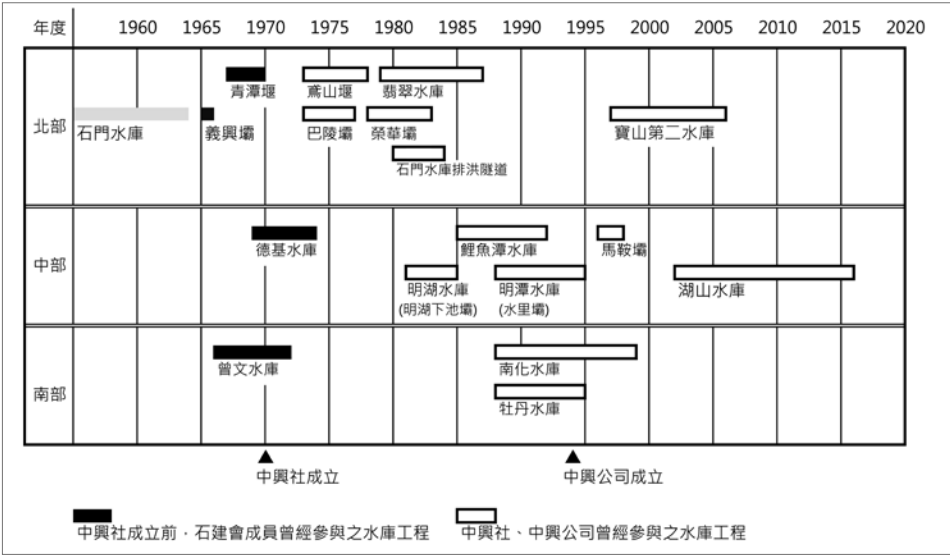 年度 1960 1965 1970 1975 1980 1985 1990 1995 2000 2005 2010 2015 2020
北部
青潭堰 鳶山堰 翡翠水庫
石門水庫 義興壩 巴陵壩 榮華壩 寶山第二水庫
石門水庫排洪隧道
中部
德基水庫 鯉魚潭水庫 馬鞍壩
明湖水庫 明潭水庫 湖山水庫
(明湖下池壩) (水里壩)
南部
曾文水庫 南化水庫
牡丹水庫
中興社成立 中興公司成立
中興社成立前．石建會成員曾經參與之水庫工程 中興社、中興公司曾經參與之水庫工程